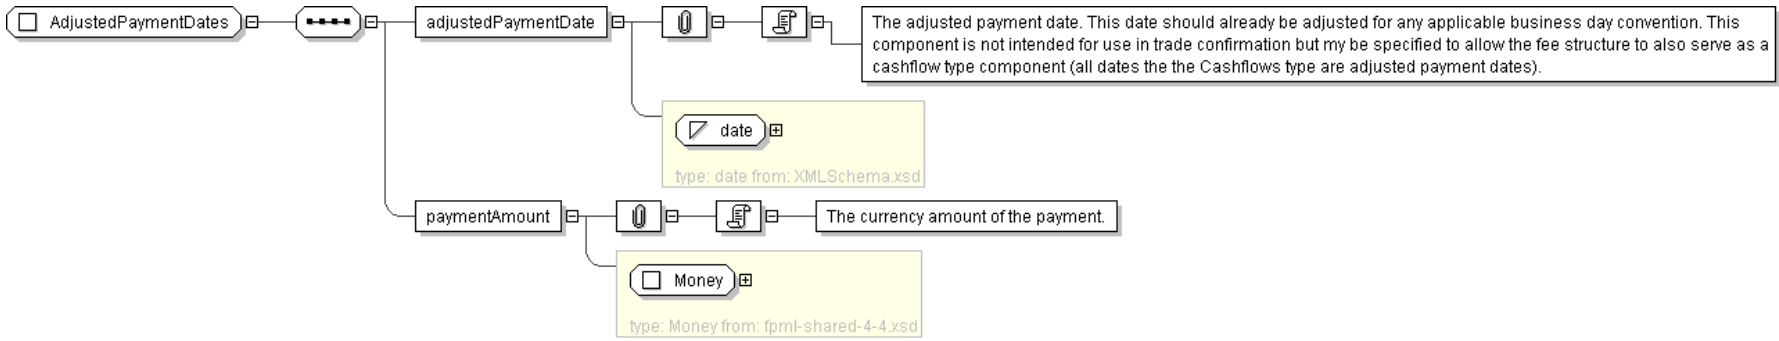 AdjustedPaymentDates
adjustedPaymentDate
The adjusted payment date. This date should already be adjusted for any applicable business day convention. This
component is not intended for use in trade confirmation but my be specified to allow the fee structure to also serve as a
cashflow type component (all dates the the Cashflows type are adjusted payment dates).
date
type: date from: XMLSchema.xsd
paymentAmount
The currency amount of the payment.
Money
type: Money from: fpml-shared-4-4.xsd